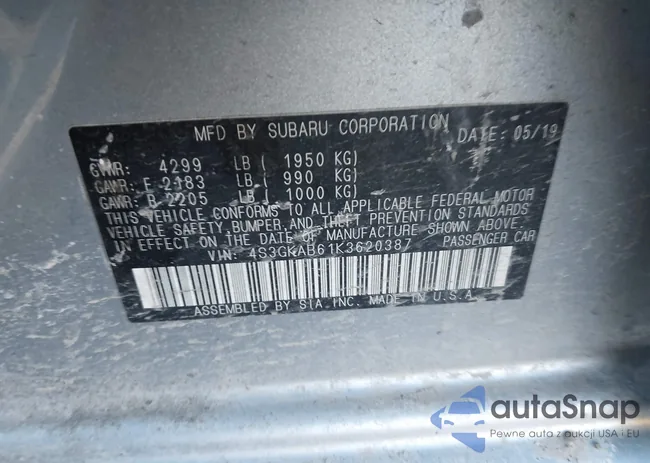 MFD BY SUBARU CORPORATION DATE: 05/19
GVWR: 4299 LB ( 1950 KG)
GAWR: F 2183 LB ( 990 KG)
GAWR: R 2205 LB ( 1000 KG)
THIS VEHICLE CONFORMS TO ALL APPLICABLE FEDERAL MOTOR
VEHICLE SAFETY, BUMPER, AND THEFT PREVENTION STANDARDS
IN EFFECT ON THE DATE OF MANUFACTURE SHOWN ABOVE.
VIN: 4S3GKAB61K3620387 PASSENGER CAR
ASSEMBLED BY SIA, INC. MADE IN U.S.A
autoSnap
Pewne auta z aukcji USA i EU